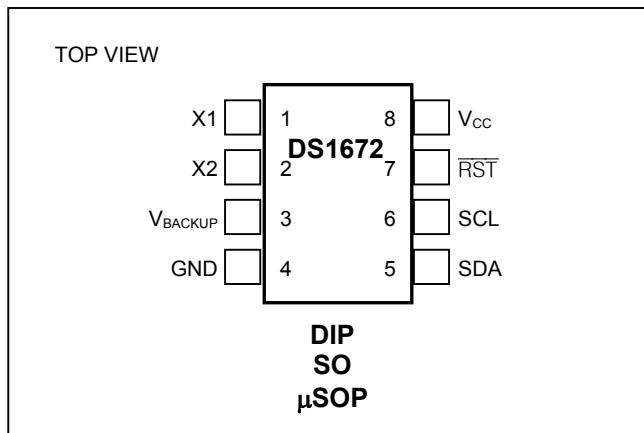 TOP VIEW
X1 1 8 VCC
DS1672
X2 2 7 RST
VBACKUP 3 6 SCL
GND 4 5 SDA
DIP
SO
μSOP